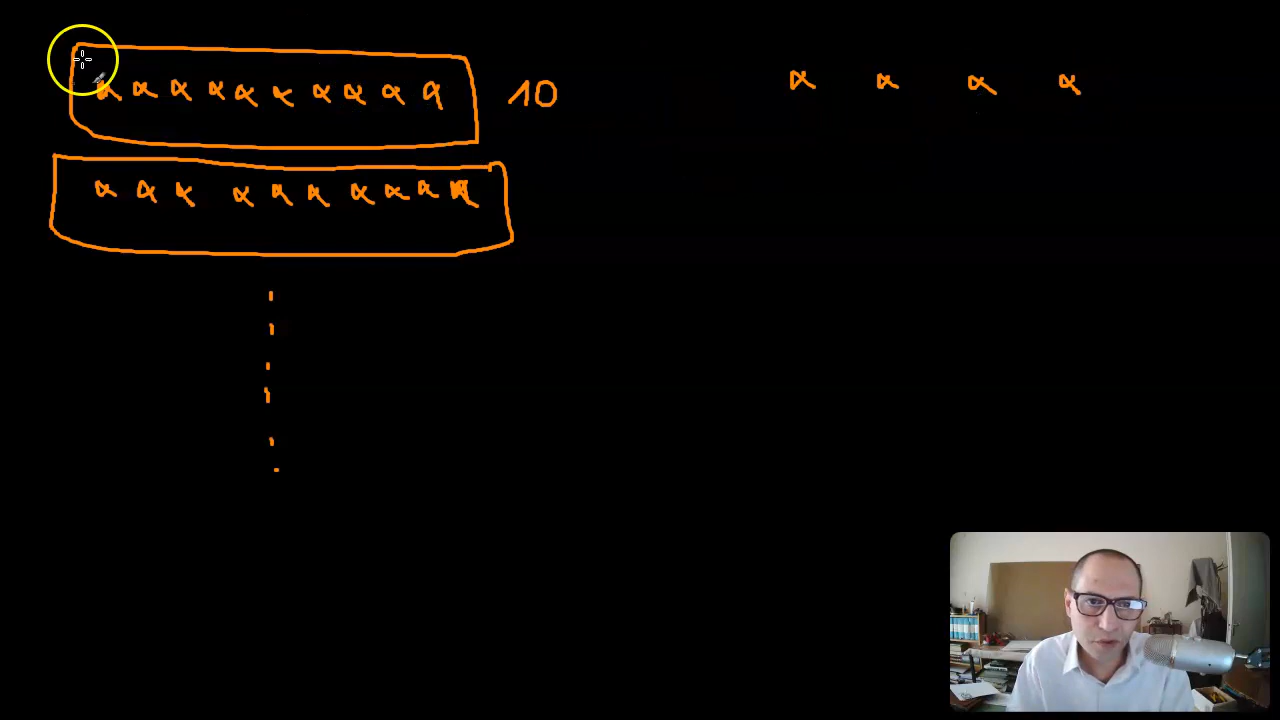 α α α α α α α α α α 10
α α α α α α α α α α
α α α α